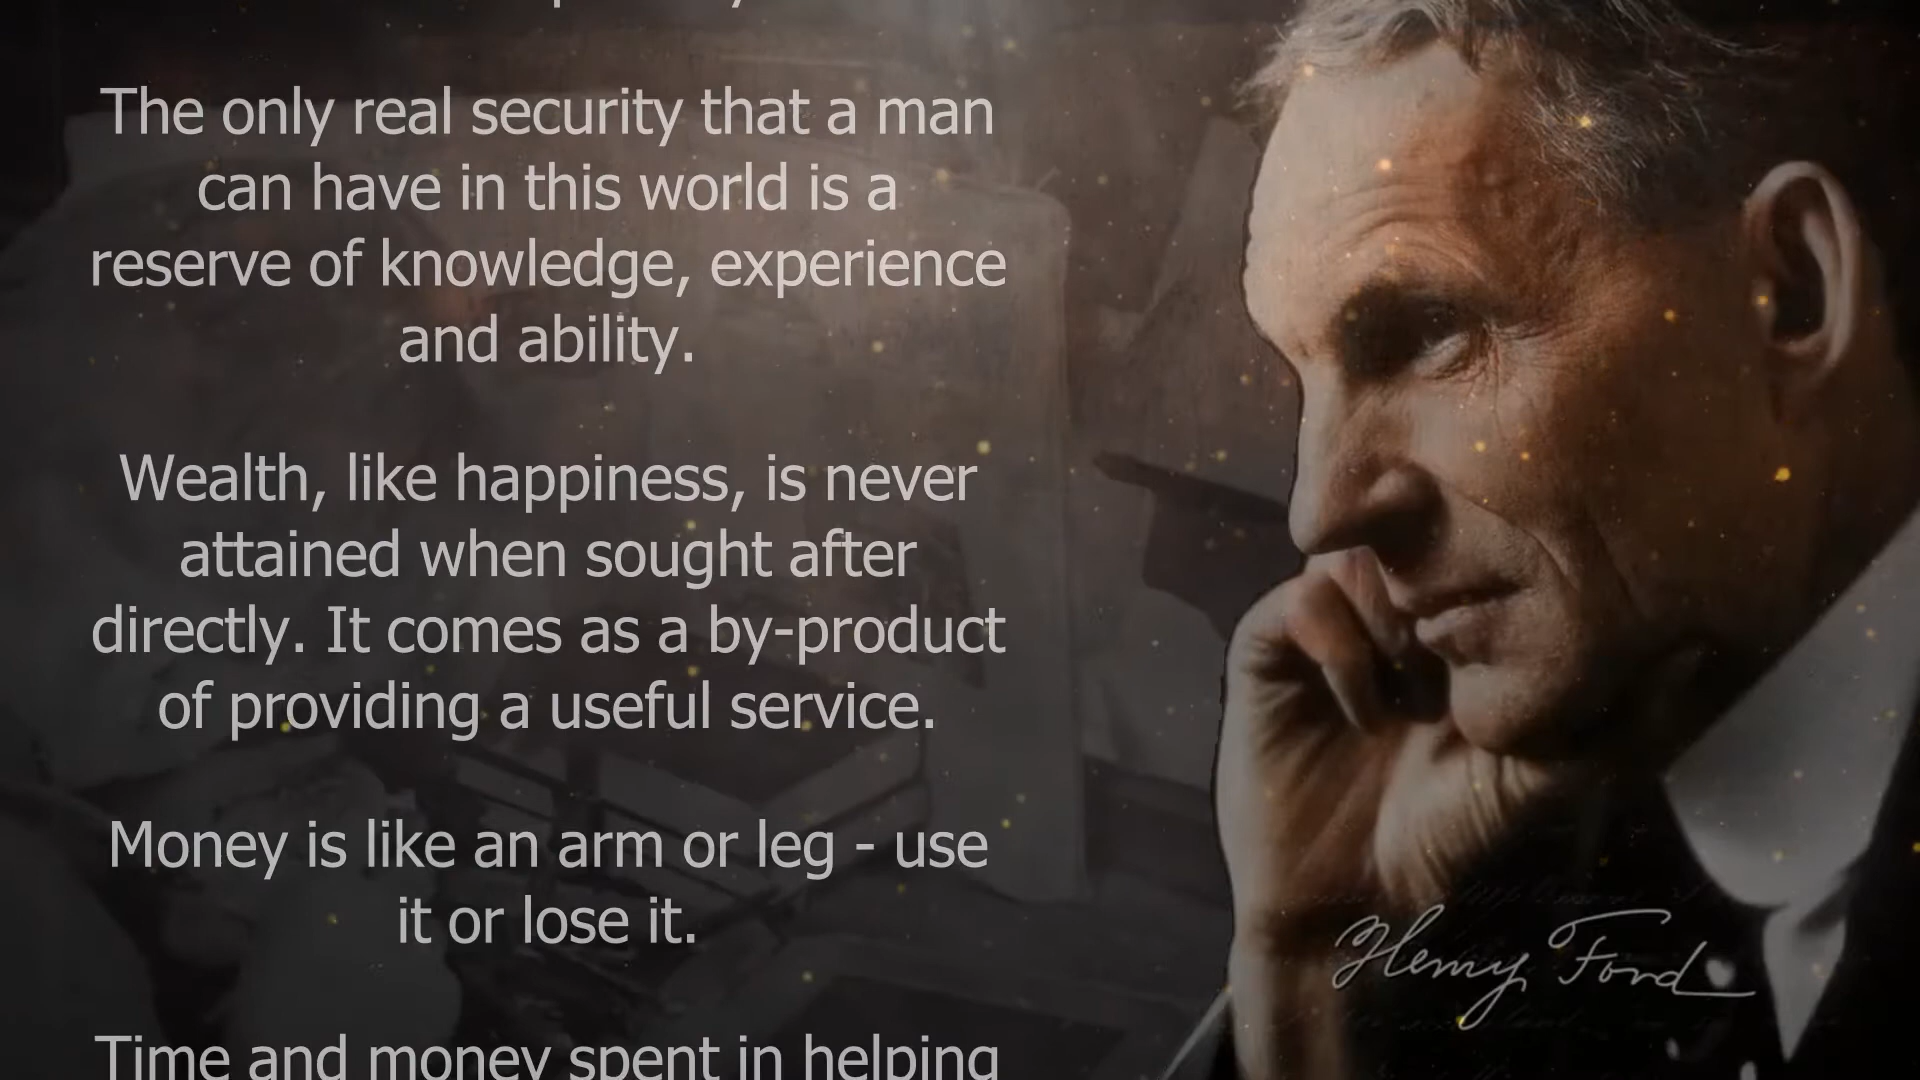 The only real security that a man
can have in this world is a
reserve of knowledge, experience
and ability.
Wealth, like happiness, is never
attained when sought after
directly. It comes as a by-product
of providing a useful service.
Money is like an arm or leg - use
it or lose it.
Time and money spent in helping
Henry Ford